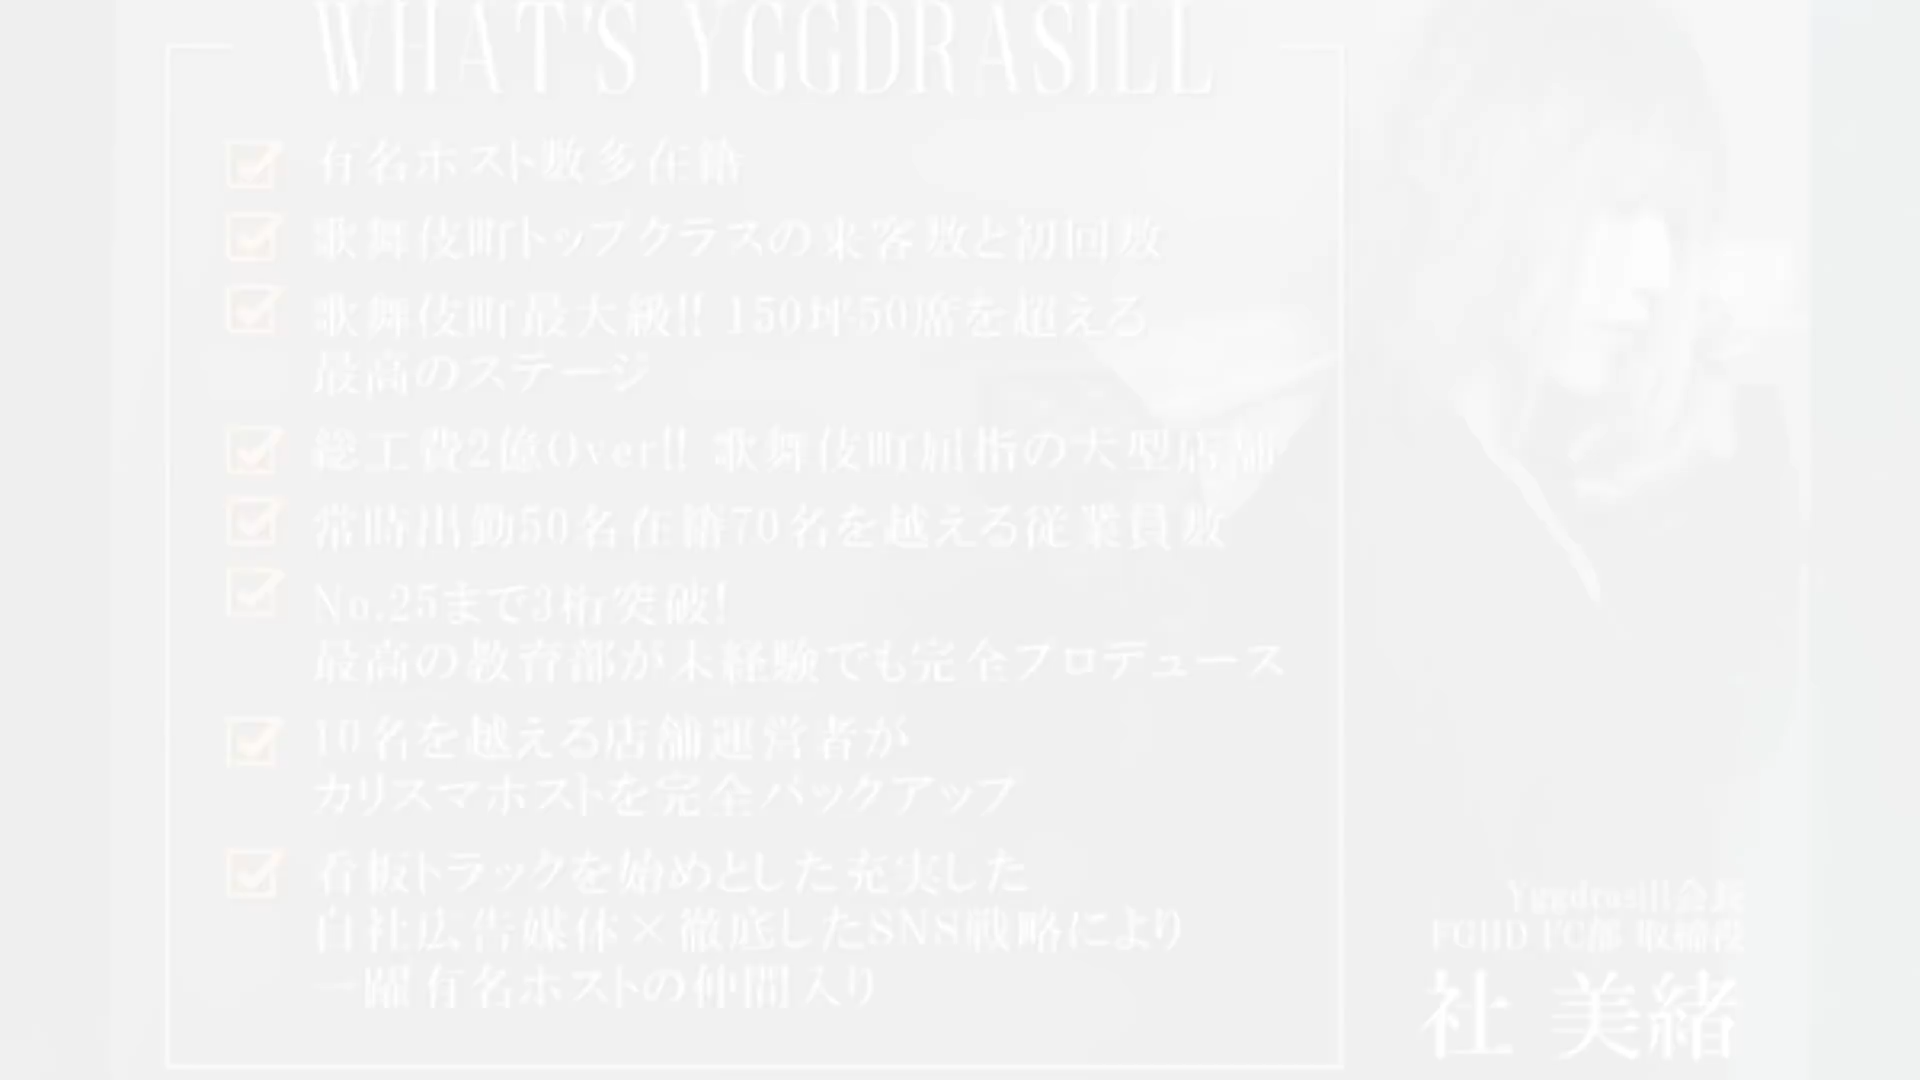 WHAT'S YGGDRASILL
有名ホスト数多在籍
歌舞伎町トップクラスの来客数と初回数
歌舞伎町最大級!! 150坪50席を超える
最高のステージ
総工費2億Over!! 歌舞伎町屈指の大型店舗
常時出勤50名在籍70名を越える従業員数
No.25まで3桁突破!
最高の教育部が未経験でも完全プロデュース
10名を越える店舗運営者が
カリスマホストを完全バックアップ
看板トラックを始めとした充実した
自社広告媒体×徹底したSNS戦略により
一躍有名ホストの仲間入り
Yggdrasill会長
FGHD FC部 取締役
社 美緒